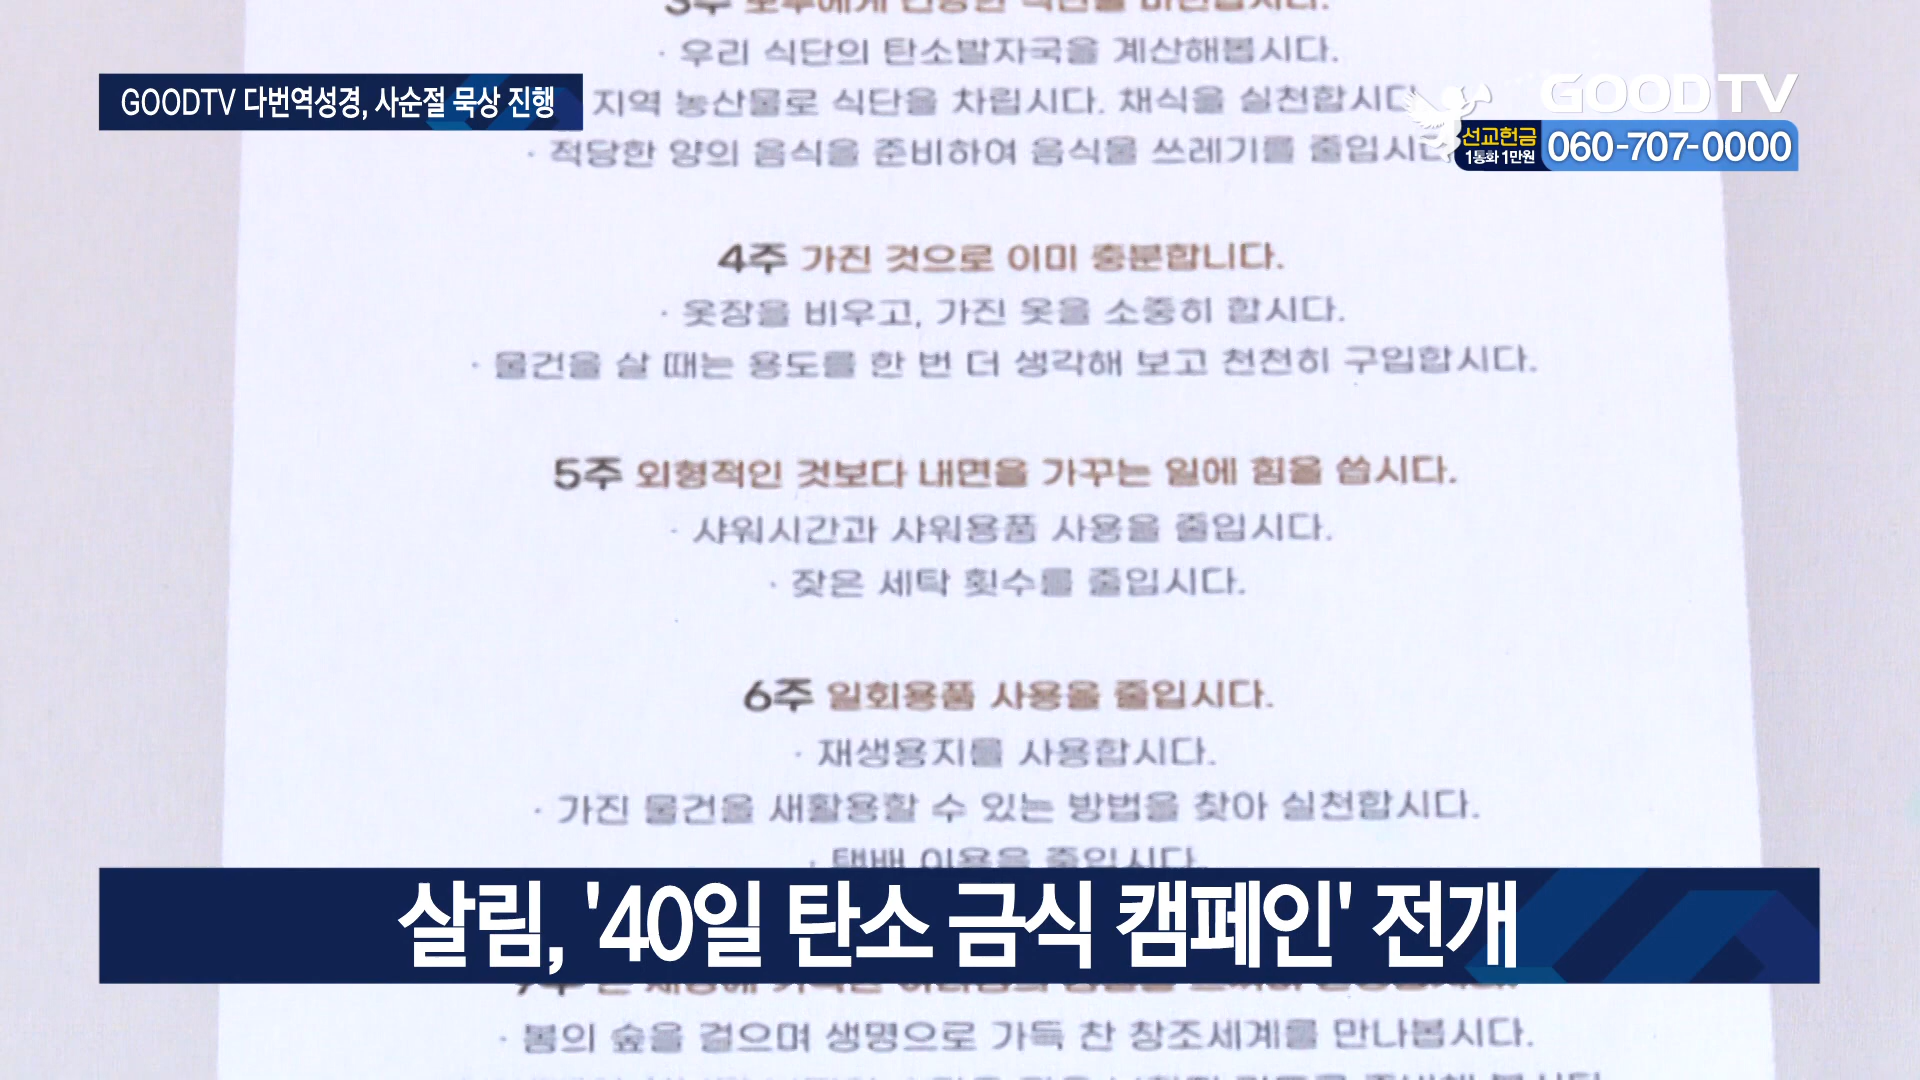 GOODTV 다번역성경, 사순절 묵상 진행
GOODTV
선교헌금
1통화 1만원
060-707-0000
3주
· 우리 식단의 탄소발자국을 계산해봅시다.
지역 농산물로 식단을 차립시다. 채식을 실천합시다
· 적당한 양의 음식을 준비하여 음식물 쓰레기를 줄입시다
4주 가진 것으로 이미 충분합니다.
· 옷장을 비우고, 가진 옷을 소중히 합시다.
· 물건을 살 때는 용도를 한 번 더 생각해 보고 천천히 구입합시다.
5주 외형적인 것보다 내면을 가꾸는 일에 힘을 씁시다.
· 샤워시간과 샤워용품 사용을 줄입시다.
· 잦은 세탁 횟수를 줄입시다.
6주 일회용품 사용을 줄입시다.
· 재생용지를 사용합시다.
· 가진 물건을 새활용할 수 있는 방법을 찾아 실천합시다.
· 택배 이용을 줄입시다.
살림, '40일 탄소 금식 캠페인' 전개
· 봄의 숲을 걸으며 생명으로 가득 찬 창조세계를 만나봅시다.